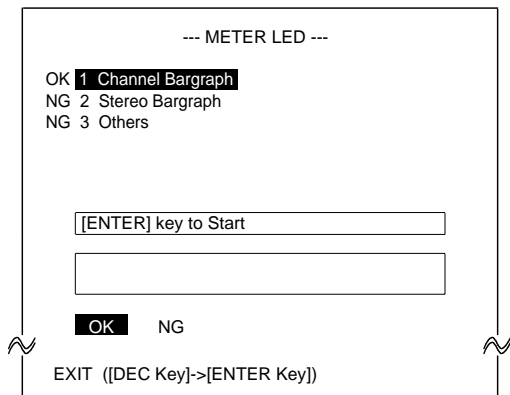 --- METER LED ---
OK 1 Channel Bargraph
NG 2 Stereo Bargraph
NG 3 Others
[ENTER] key to Start
OK NG
EXIT ([DEC Key]->[ENTER Key])